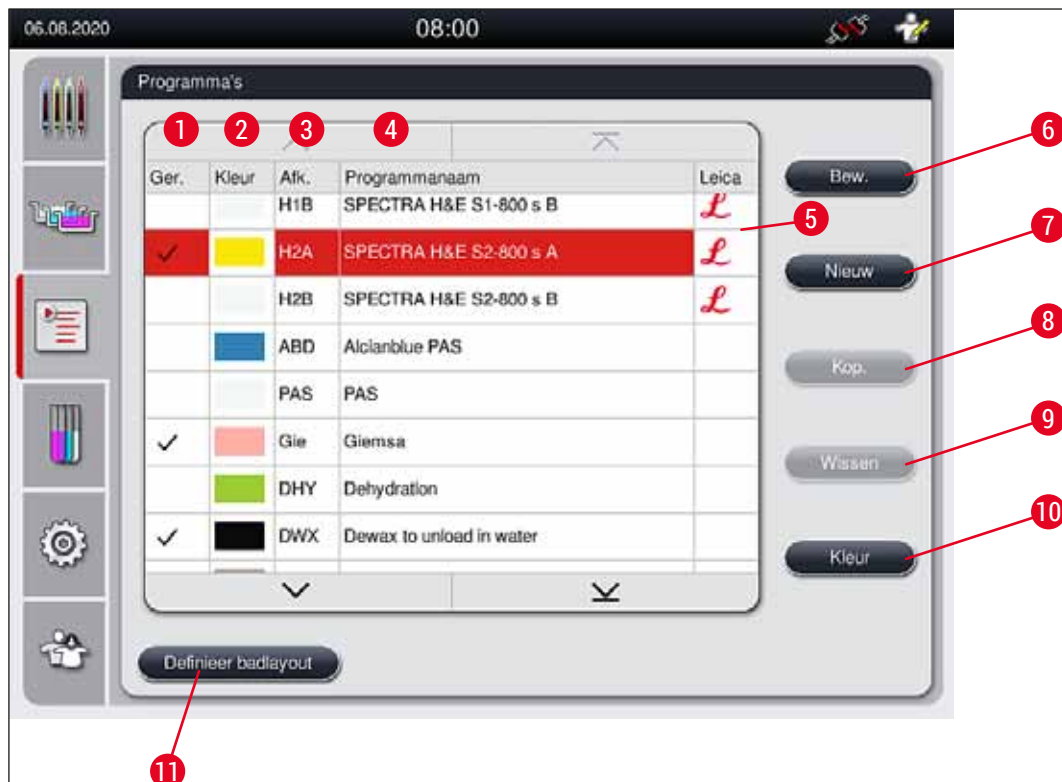 06.08.2020 08:00
Programma's
1 2 3 4
Ger. Kleur Afk. Programmanaam Leica
H1B SPECTRA H&E S1-800 s B L
H2A SPECTRA H&E S2-800 s A L
H2B SPECTRA H&E S2-800 s B L
ABD Alcianblue PAS
PAS PAS
Gie Giemsa
DHY Dehydration
DWX Dewax to unload in water
5
Bew. 6
Nieuw 7
Kop. 8
Wissen 9
Kleur 10
Definieer badlayout
11